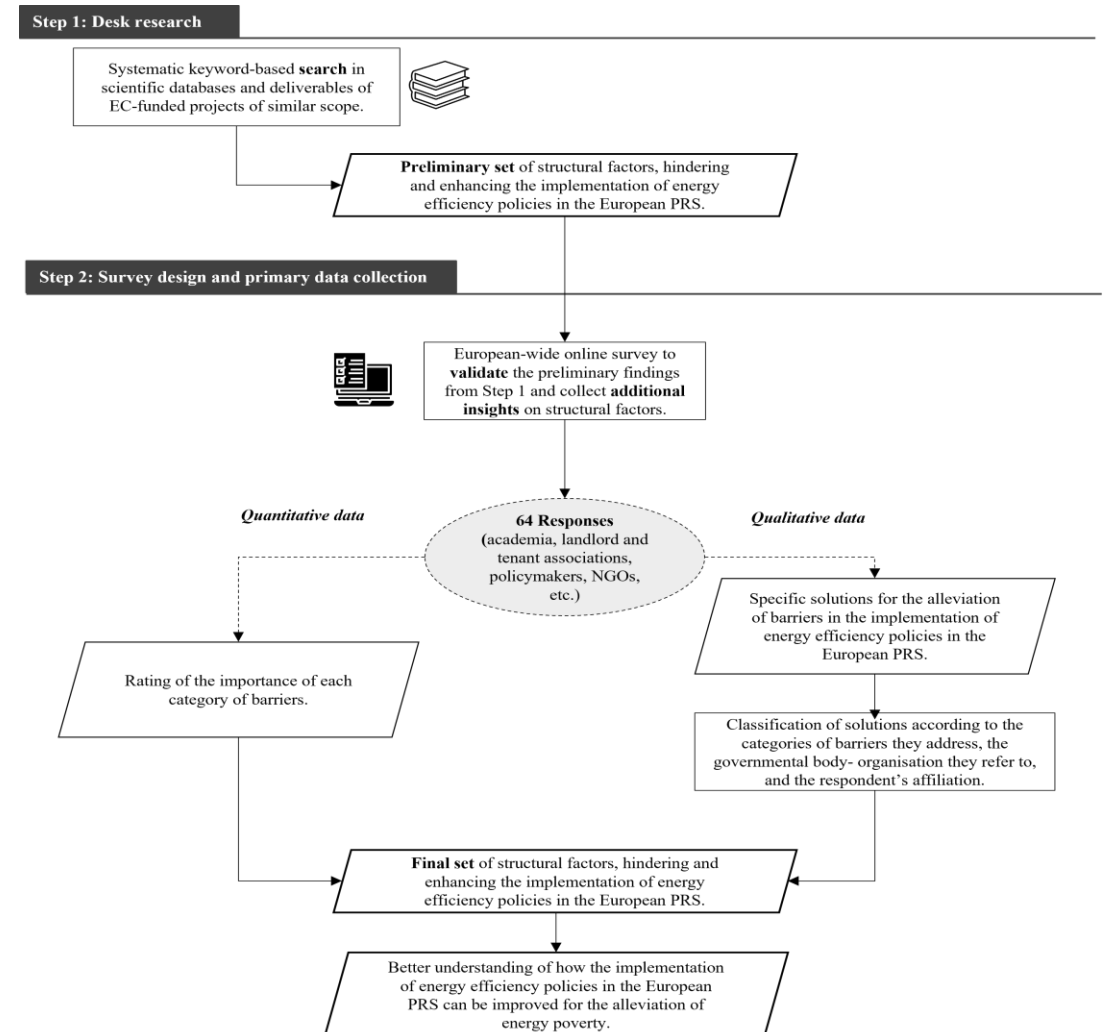 Step 1: Desk research
Systematic keyword-based search in
scientific databases and deliverables of
EC-funded projects of similar scope.
Preliminary set of structural factors, hindering
and enhancing the implementation of energy
efficiency policies in the European PRS.
Step 2: Survey design and primary data collection
European-wide online survey to
validate the preliminary findings
from Step 1 and collect additional
insights on structural factors.
Quantitative data
64 Responses
(academia, landlord and
tenant associations,
policymakers, NGOs,
etc.)
Qualitative data
Rating of the importance of each
category of barriers.
Specific solutions for the alleviation
of barriers in the implementation of
energy efficiency policies in the
European PRS.
Classification of solutions according to the
categories of barriers they address, the
governmental body- organisation they refer to,
and the respondent’s affiliation.
Final set of structural factors, hindering and
enhancing the implementation of energy
efficiency policies in the European PRS.
Better understanding of how the implementation
of energy efficiency policies in the European
PRS can be improved for the alleviation of
energy poverty.